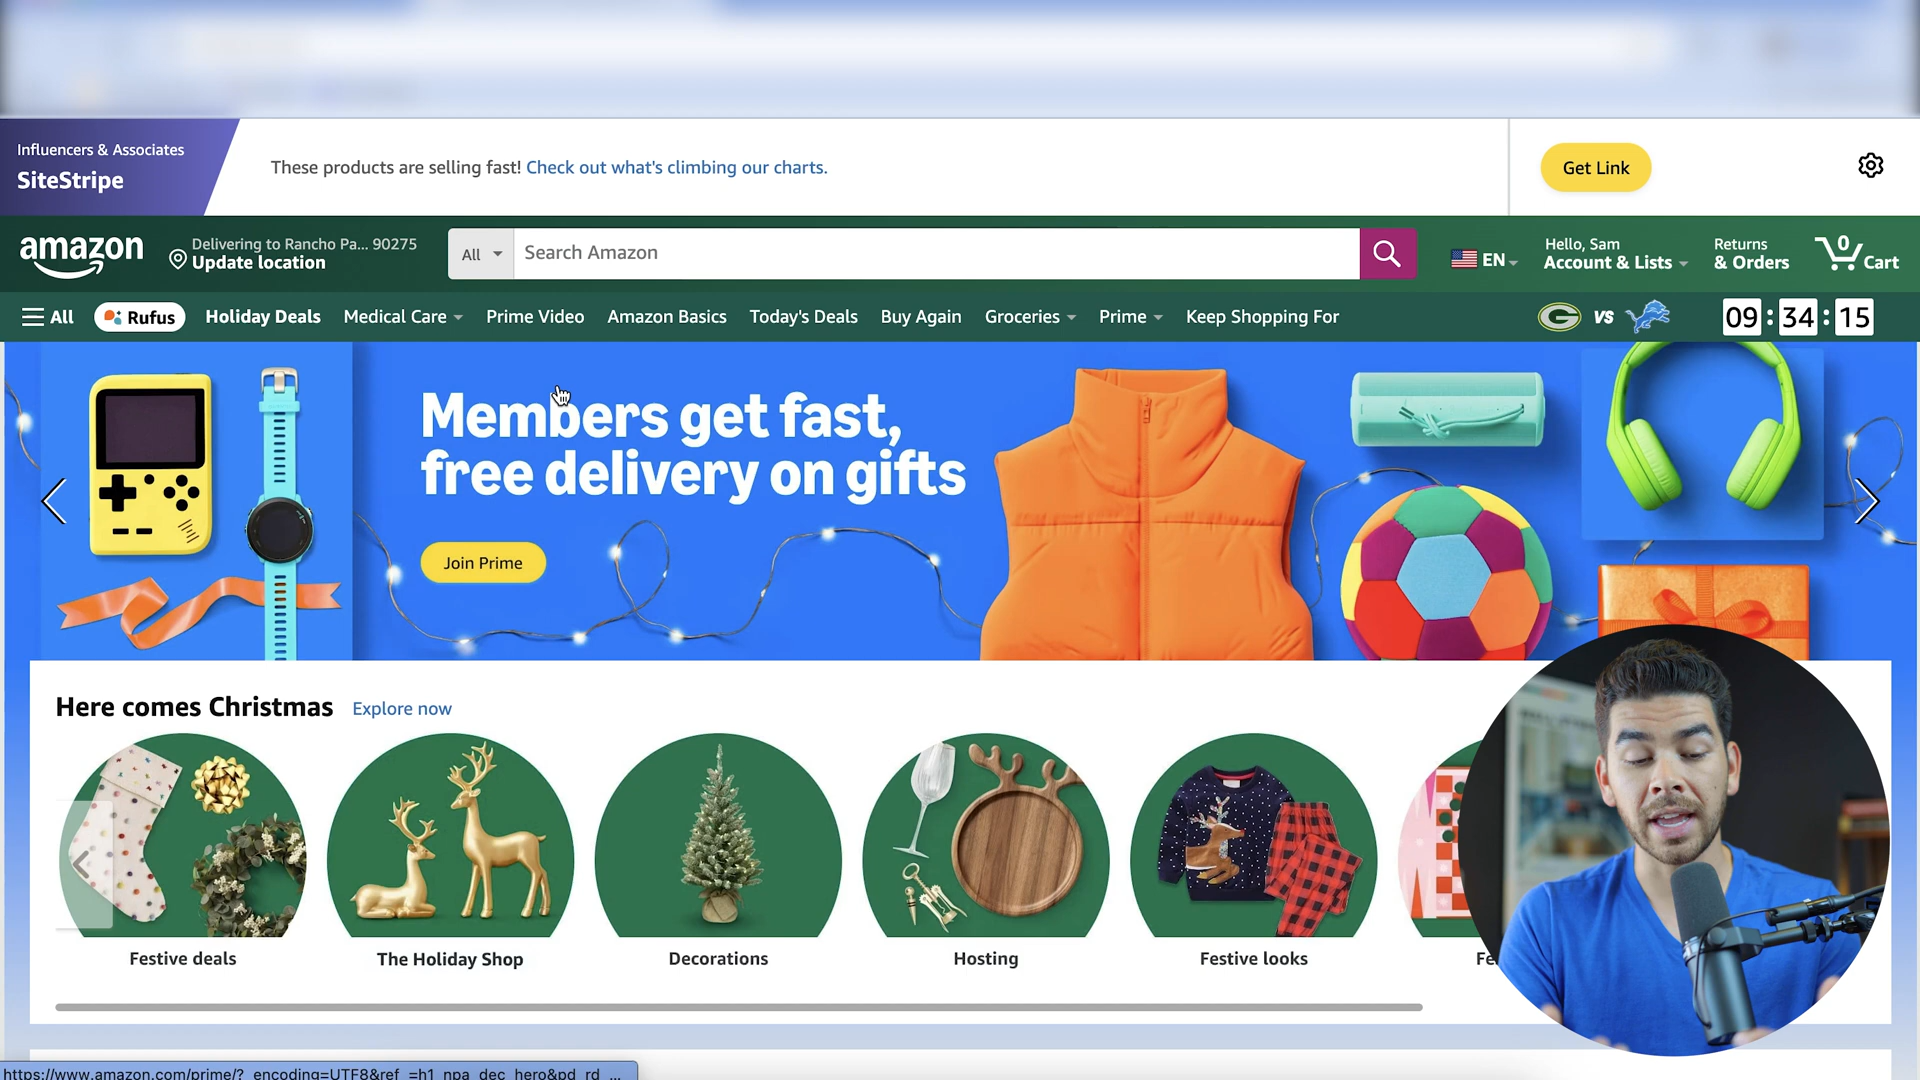 Influencers & Associates
SiteStripe
These products are selling fast! Check out what's climbing our charts.
Get Link
amazon
Delivering to Rancho Pa... 90275
Update location
All
Search Amazon
EN
Hello, Sam
Account & Lists
Returns
& Orders
0
Cart
All
Rufus
Holiday Deals
Medical Care
Prime Video
Amazon Basics
Today's Deals
Buy Again
Groceries
Prime
Keep Shopping For
G
VS
09:34:15
Members get fast,
free delivery on gifts
Join Prime
Here comes Christmas
Explore now
Festive deals
The Holiday Shop
Decorations
Hosting
Festive looks
https://www.amazon.com/prime/?_encoding=UTF8&ref_=h1_npa_dec_hero&pd_rd_...